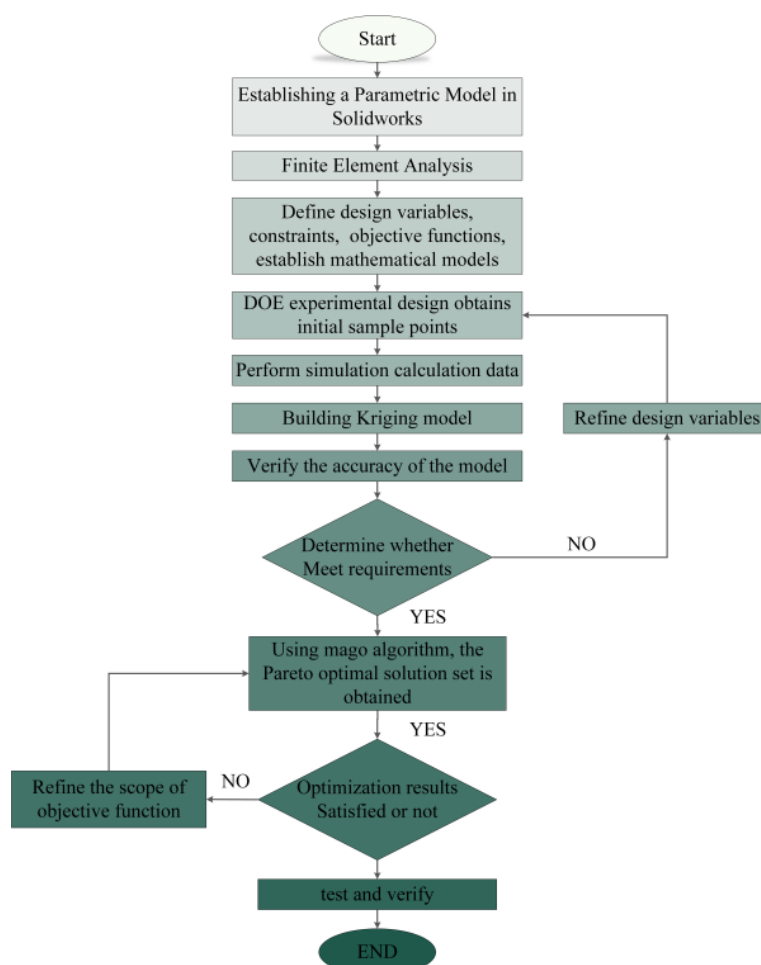 Start
Establishing a Parametric Model in
Solidworks
Finite Element Analysis
Define design variables,
constraints, objective functions,
establish mathematical models
DOE experimental design obtains
initial sample points
Perform simulation calculation data
Building Kriging model
Refine design variables
Verify the accuracy of the model
Determine whether
Meet requirements
NO
YES
Using mago algorithm, the
Pareto optimal solution set is
obtained
YES
Refine the scope of
objective function
NO
Optimization results
Satisfied or not
test and verify
END